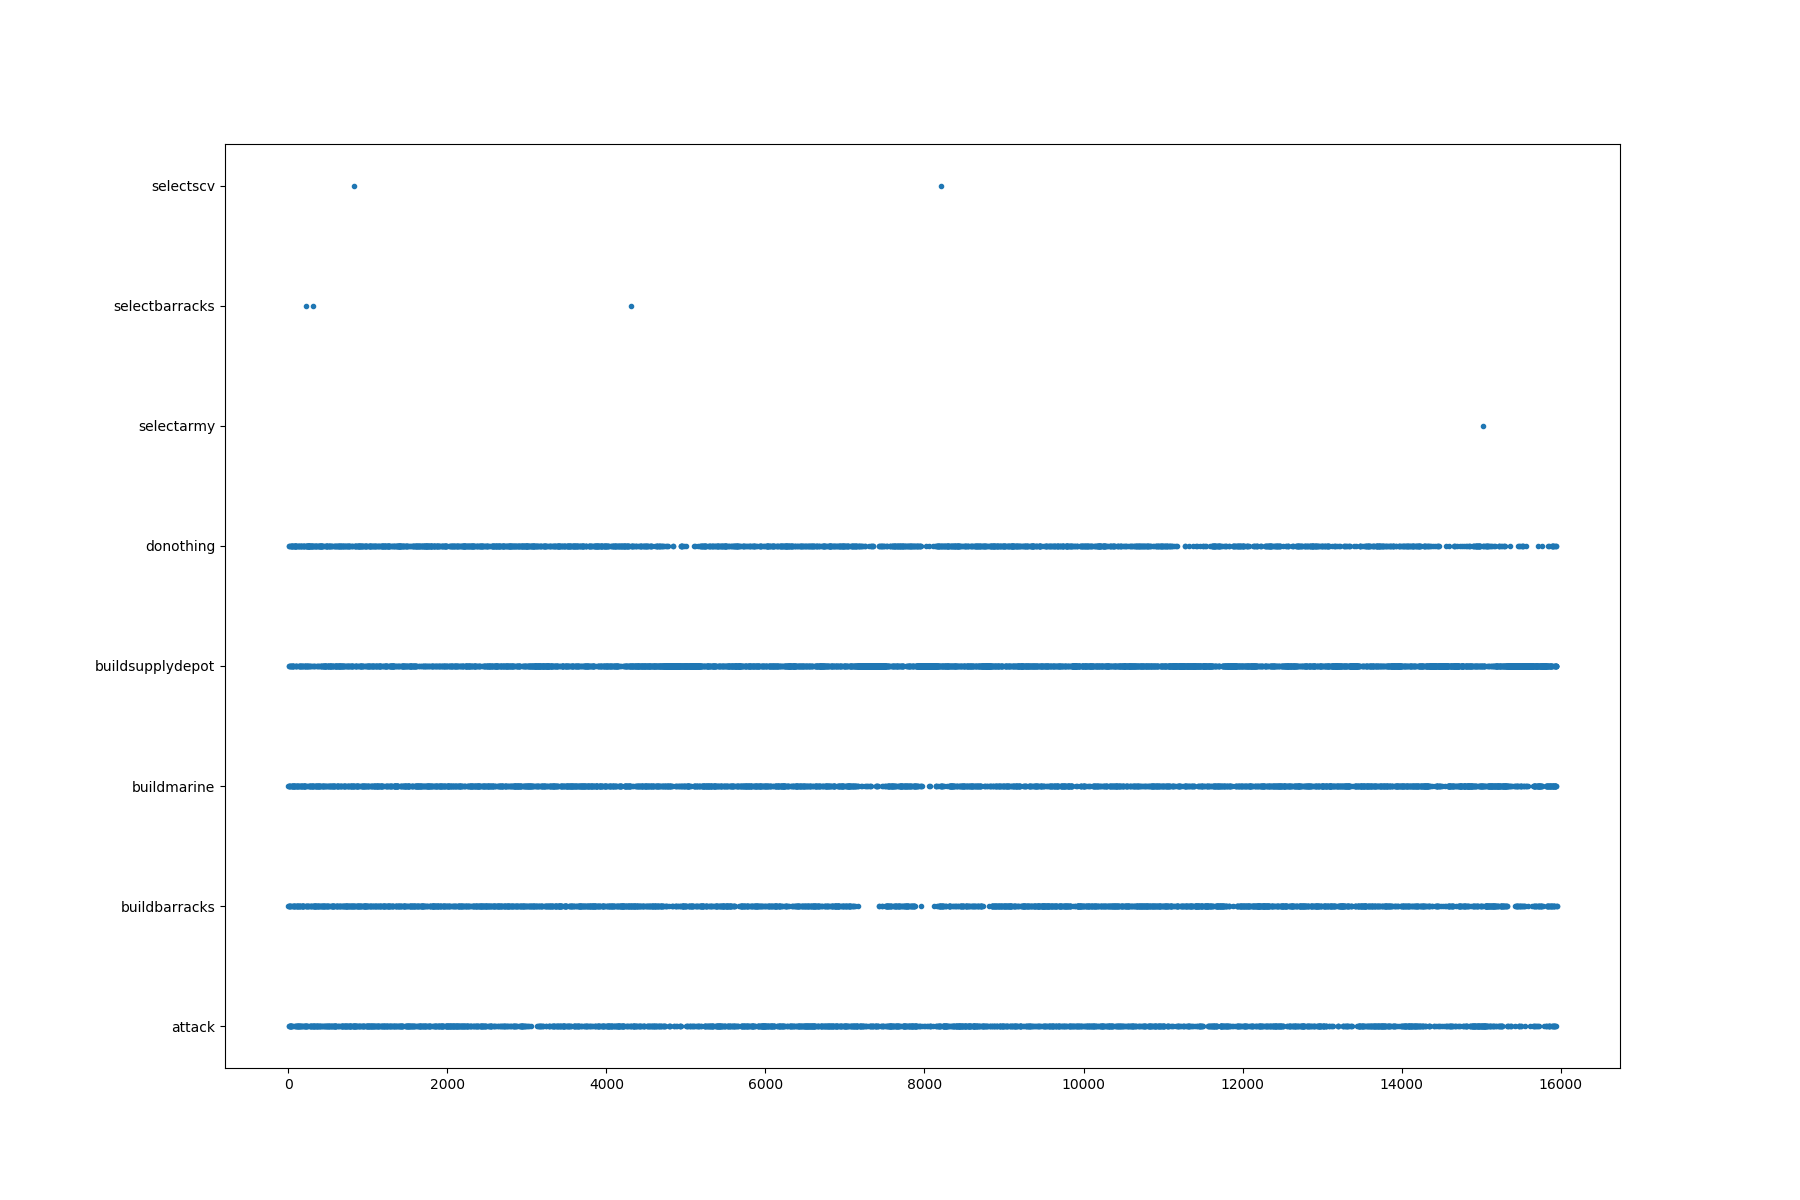 selectscv
selectbarracks
selectarmy
donothing
buildsupplydepot
buildmarine
buildbarracks
attack
0 2000 4000 6000 8000 10000 12000 14000 16000